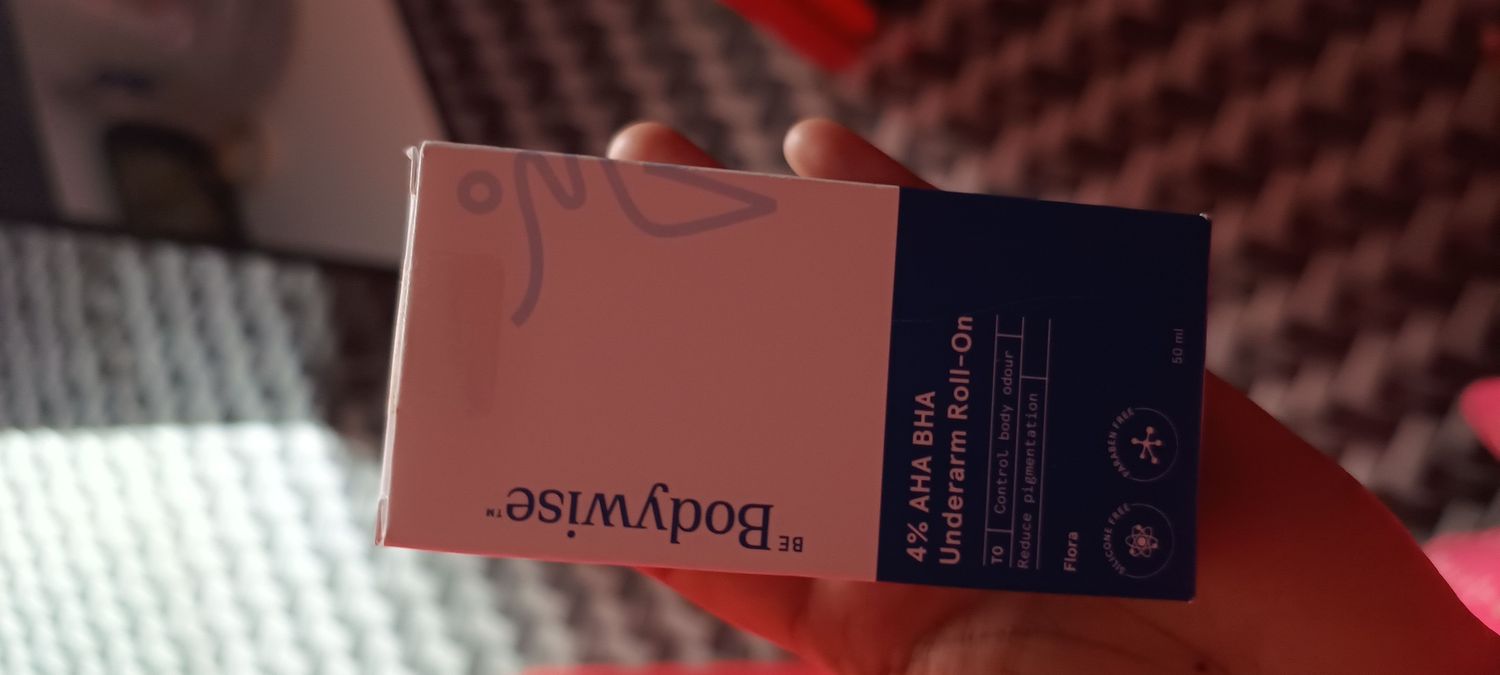 BE Bodywise™
4% AHA BHA
Underarm Roll-On
TO Control body odour
Reduce pigmentation
Flora
SILICONE FREE
PARABEN FREE
50 ml